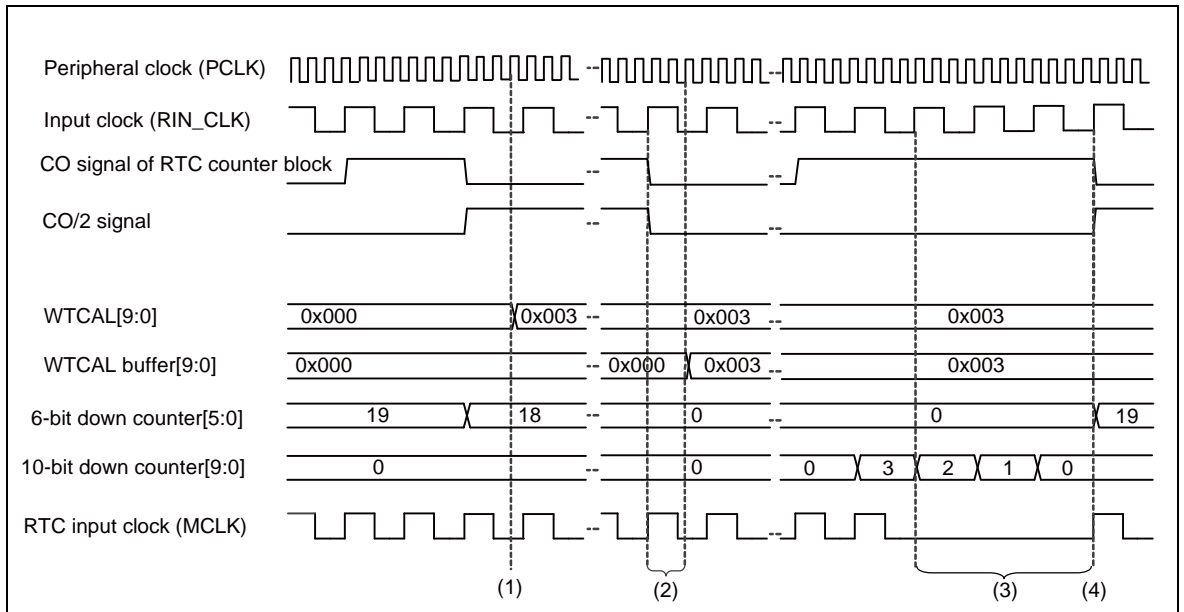 Peripheral clock (PCLK)
Input clock (RIN_CLK)
CO signal of RTC counter block
CO/2 signal
WTCAL[9:0] 0x000 0x003 0x003 0x003
WTCAL buffer[9:0] 0x000 0x000 0x003 0x003
6-bit down counter[5:0] 19 18 0 0 19
10-bit down counter[9:0] 0 0 0 3 2 1 0
RTC input clock (MCLK)
(1) (2) (3) (4)